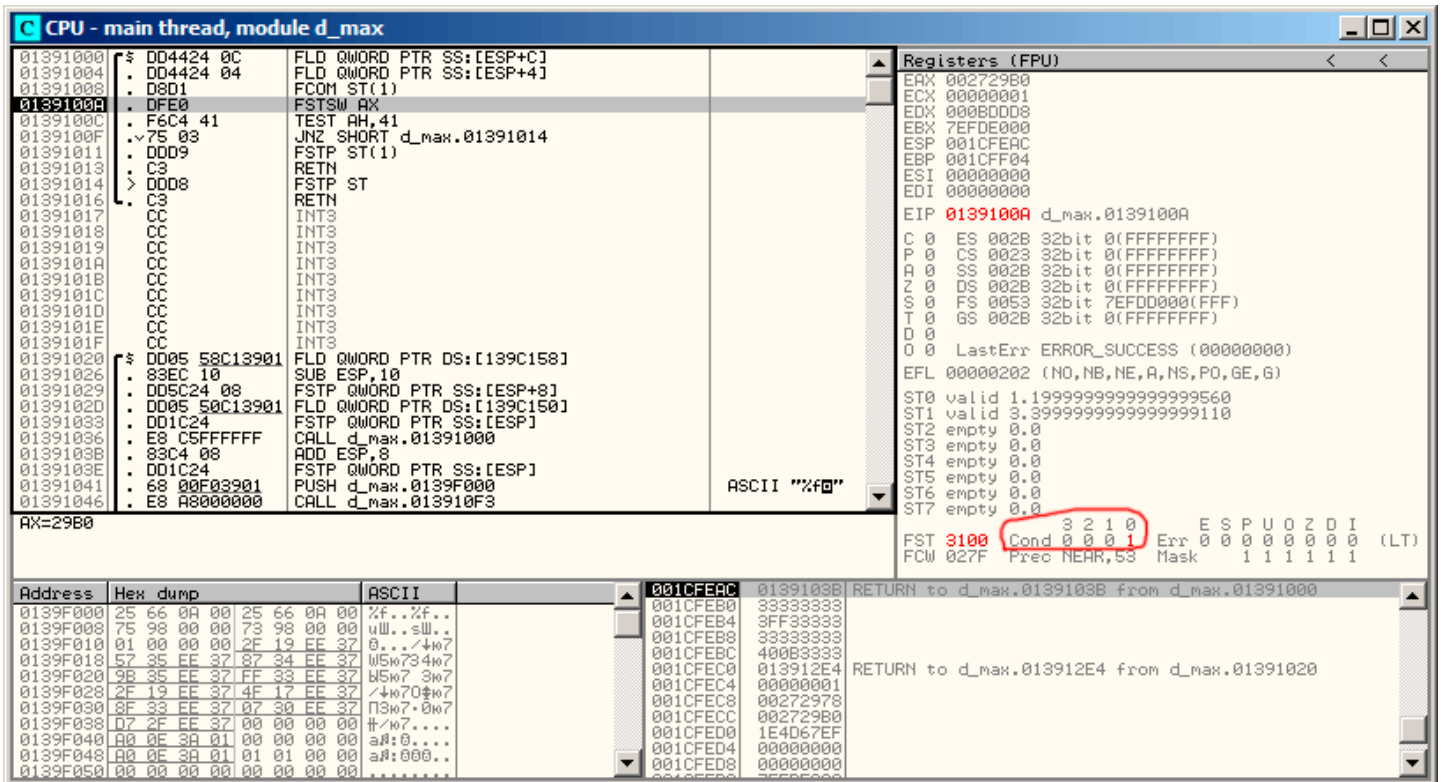 C CPU - main thread, module d_max
01391000 $ DD4424 0C FLD QWORD PTR SS:[ESP+C]
01391004 . DD4424 04 FLD QWORD PTR SS:[ESP+4]
01391008 . D8D1 FCOM ST(1)
0139100A . DFE0 FSTSW AX
0139100C . F6C4 41 TEST AH,41
0139100F . 75 03 JNZ SHORT d_max.01391014
01391011 . DDD9 FSTP ST(1)
01391013 . C3 RETN
01391014 > DDD8 FSTP ST
01391016 . C3 RETN
01391017 CC INT3
01391018 CC INT3
01391019 CC INT3
0139101A CC INT3
0139101B CC INT3
0139101C CC INT3
0139101D CC INT3
0139101E CC INT3
0139101F CC INT3
01391020 $ DD05 58C13901 FLD QWORD PTR DS:[139C158]
01391026 . 83EC 10 SUB ESP,10
01391029 . DD5C24 08 FSTP QWORD PTR SS:[ESP+8]
0139102D . DD05 50C13901 FLD QWORD PTR DS:[139C150]
01391033 . DD1C24 FSTP QWORD PTR SS:[ESP]
01391036 . E8 C5FFFFFF CALL d_max.01391000
0139103B . 83C4 08 ADD ESP,8
0139103E . DD1C24 FSTP QWORD PTR SS:[ESP]
01391041 . 68 00F03901 PUSH d_max.0139F000 ASCII "%f◙"
01391046 . E8 A8000000 CALL d_max.013910F3
AX=29B0
Registers (FPU) < <
EAX 002729B0
ECX 00000001
EDX 000BDDD8
EBX 7EFDE000
ESP 001CFEAC
EBP 001CFF04
ESI 00000000
EDI 00000000
EIP 0139100A d_max.0139100A
C 0 ES 002B 32bit 0(FFFFFFFF)
P 0 CS 0023 32bit 0(FFFFFFFF)
A 0 SS 002B 32bit 0(FFFFFFFF)
Z 0 DS 002B 32bit 0(FFFFFFFF)
S 0 FS 0053 32bit 7EFDD000(FFF)
T 0 GS 002B 32bit 0(FFFFFFFF)
D 0
O 0 LastErr ERROR_SUCCESS (00000000)
EFL 00000202 (NO,NB,NE,A,NS,PO,GE,G)
ST0 valid 1.1999999999999999560
ST1 valid 3.3999999999999999110
ST2 empty 0.0
ST3 empty 0.0
ST4 empty 0.0
ST5 empty 0.0
ST6 empty 0.0
ST7 empty 0.0
3 2 1 0 E S P U O Z D I
FST 3100 Cond 0 0 0 1 Err 0 0 0 0 0 0 0 0 (LT)
FCW 027F Prec NEAR,53 Mask 1 1 1 1 1 1
Address Hex dump ASCII
0139F000 25 66 0A 00 25 66 0A 00 %f..%f..
0139F008 75 98 00 00 73 98 00 00
0139F010 01 00 00 00 2F 19 EE 37
0139F018 57 35 EE 37 87 34 EE 37
0139F020 9B 35 EE 37 FF 33 EE 37
0139F028 2F 19 EE 37 4F 17 EE 37
0139F030 8F 33 EE 37 07 30 EE 37
0139F038 D7 2F EE 37 00 00 00 00
0139F040 A0 0E 3A 01 00 00 00 00
0139F048 A0 0E 3A 01 01 01 00 00
0139F050 00 00 00 00 00 00 00 00 ........
001CFEAC 0139103B RETURN to d_max.0139103B from d_max.01391000
001CFEB0 33333333
001CFEB4 3FF33333
001CFEB8 33333333
001CFEBC 400B3333
001CFEC0 013912E4 RETURN to d_max.013912E4 from d_max.01391020
001CFEC4 00000001
001CFEC8 00272978
001CFECC 002729B0
001CFED0 1E4D67EF
001CFED4 00000000
001CFED8 00000000